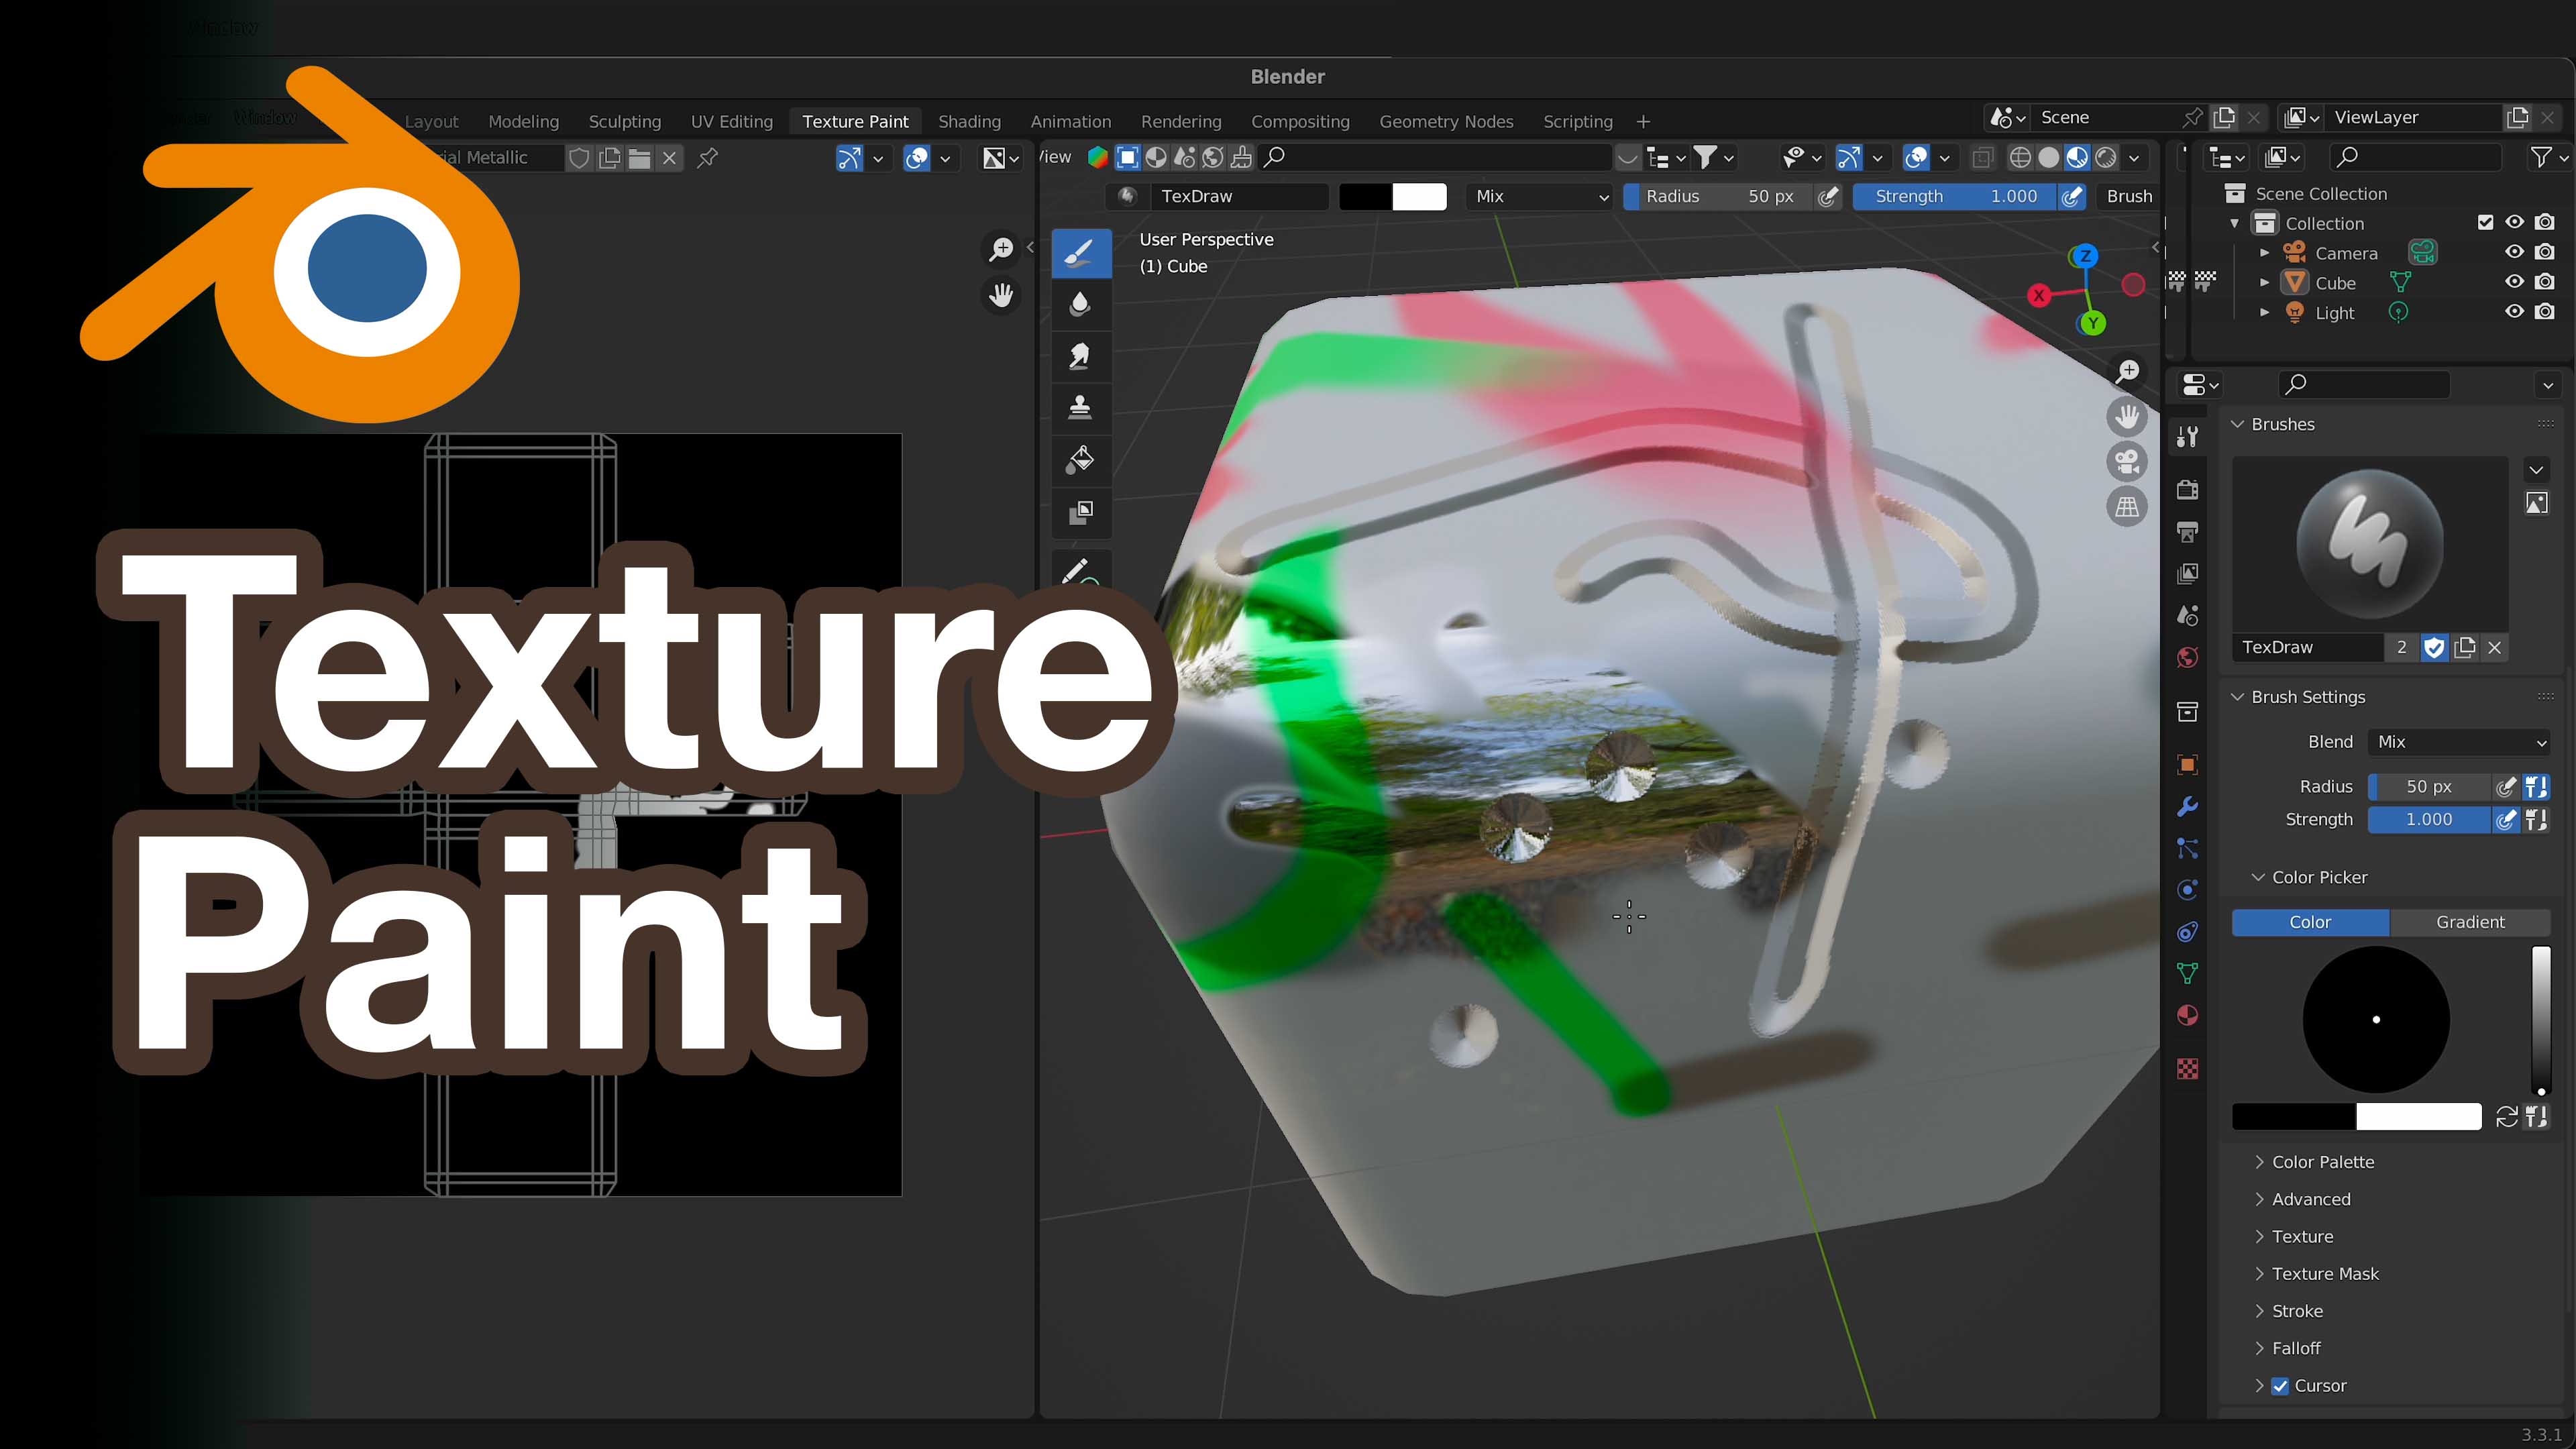 Blender
Layout Modeling Sculpting UV Editing Texture Paint Shading Animation Rendering Compositing Geometry Nodes Scripting +
Scene
ViewLayer
ial Metallic
View
TexDraw
Mix
Radius 50 px
Strength 1.000
Brush
User Perspective
(1) Cube
Z
X
Y
Texture
Paint
Scene Collection
Collection
Camera
Cube
Light
Brushes
TexDraw 2
Brush Settings
Blend Mix
Radius 50 px
Strength 1.000
Color Picker
Color Gradient
Color Palette
Advanced
Texture
Texture Mask
Stroke
Falloff
Cursor
3.3.1